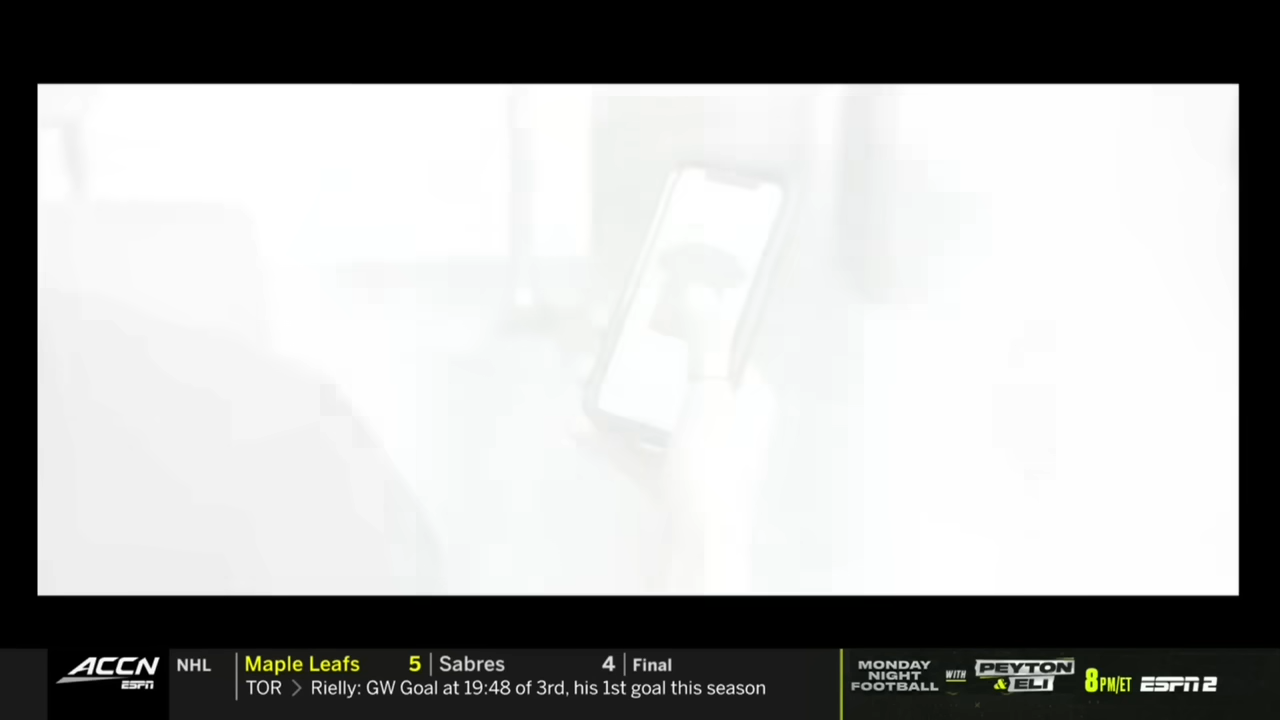 ACCN
ESPN
NHL
Maple Leafs 5 Sabres 4 Final
TOR > Rielly: GW Goal at 19:48 of 3rd, his 1st goal this season
MONDAY NIGHT FOOTBALL WITH PEYTON & ELI 8PM/ET ESPN2